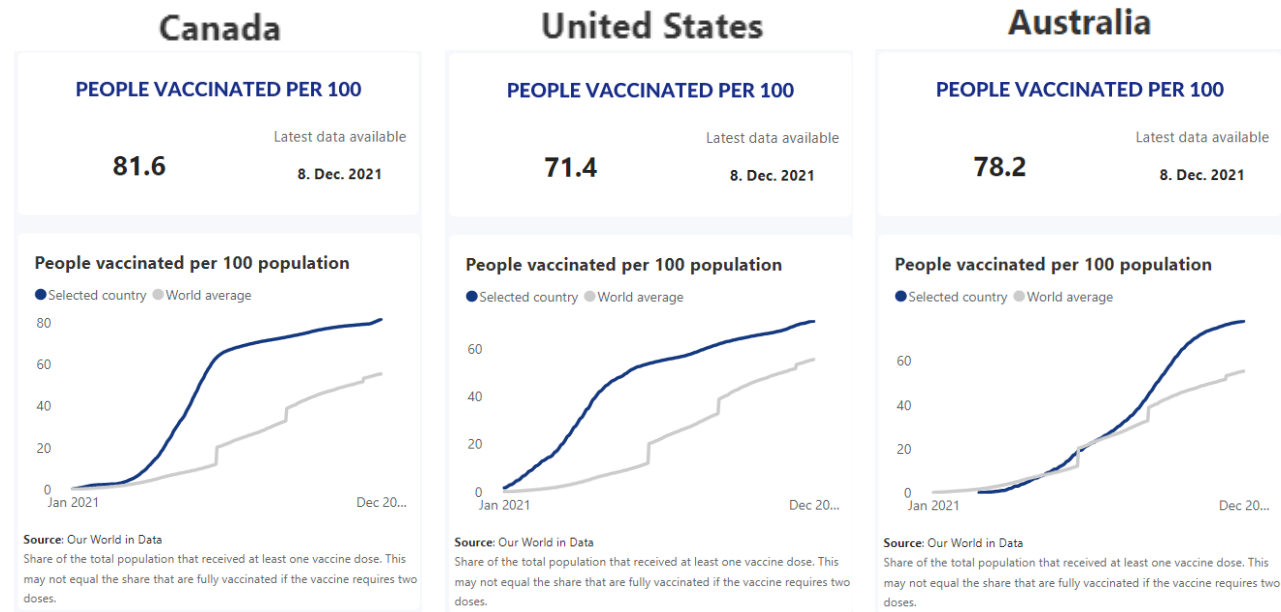 Canada
PEOPLE VACCINATED PER 100
Latest data available
81.6
8. Dec. 2021
People vaccinated per 100 population
Selected country World average
80
60
40
20
0
Jan 2021 Dec 20...
Source: Our World in Data
Share of the total population that received at least one vaccine dose. This
may not equal the share that are fully vaccinated if the vaccine requires two
doses.
United States
PEOPLE VACCINATED PER 100
Latest data available
71.4
8. Dec. 2021
People vaccinated per 100 population
Selected country World average
60
40
20
0
Jan 2021 Dec 20...
Source: Our World in Data
Share of the total population that received at least one vaccine dose. This
may not equal the share that are fully vaccinated if the vaccine requires two
doses.
Australia
PEOPLE VACCINATED PER 100
Latest data available
78.2
8. Dec. 2021
People vaccinated per 100 population
Selected country World average
60
40
20
0
Jan 2021 Dec 20...
Source: Our World in Data
Share of the total population that received at least one vaccine dose. This
may not equal the share that are fully vaccinated if the vaccine requires two
doses.